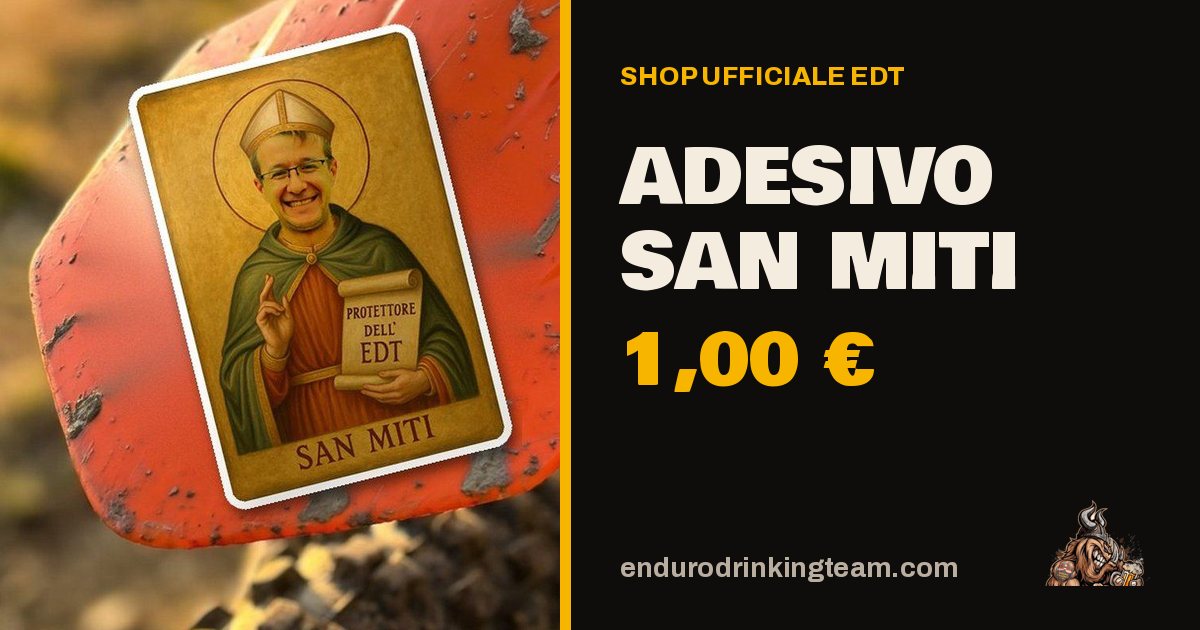 PROTETTORE
DELL'
EDT
SAN MITI
SHOP UFFICIALE EDT
ADESIVO
SAN MITI
1,00 €
endurodrinkingteam.com